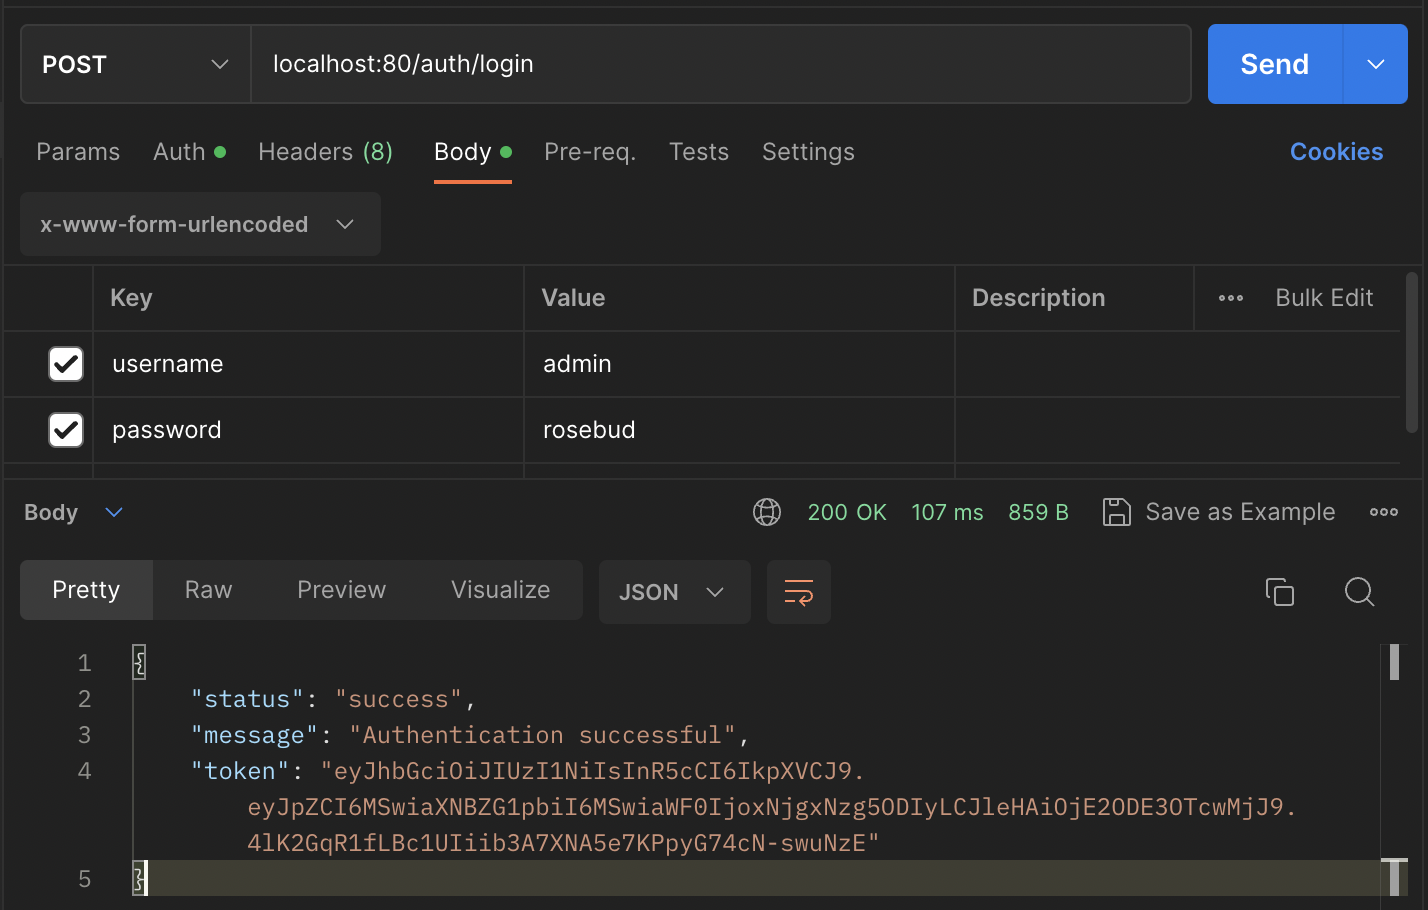 POST localhost:80/auth/login Send
Params Auth Headers (8) Body Pre-req. Tests Settings Cookies
x-www-form-urlencoded
Key Value Description Bulk Edit
username admin
password rosebud
Body 200 OK 107 ms 859 B Save as Example
Pretty Raw Preview Visualize JSON
1 {
2 "status": "success",
3 "message": "Authentication successful",
4 "token": "eyJhbGciOiJIUzI1NiIsInR5cCI6IkpXVCJ9.
eyJpZCI6MSwiaXNBZG1pbiI6MSwiaWF0IjoxNjgxNzg5ODIyLCJleHAiOjE2ODE3OTcwMjJ9.
4lK2GqR1fLBc1UIiib3A7XNA5e7KPpyG74cN-swuNzE"
5 }